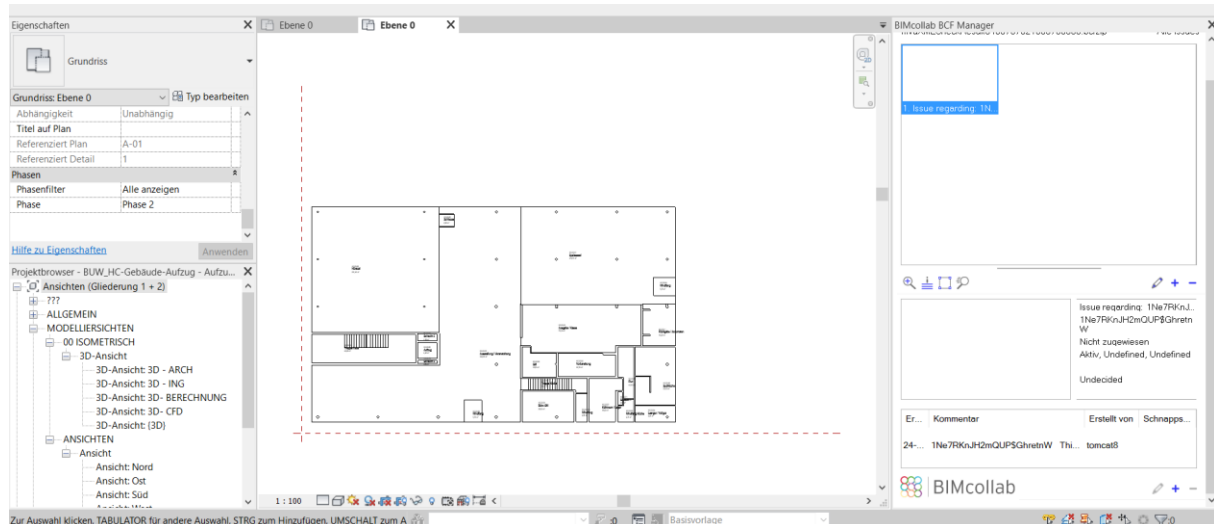 Eigenschaften
Grundriss
Grundriss: Ebene 0
Typ bearbeiten
Abhängigkeit Unabhängig
Titel auf Plan
Referenziert Plan A-01
Referenziert Detail 1
Phasen
Phasenfilter Alle anzeigen
Phase Phase 2
Hilfe zu Eigenschaften
Anwenden
Projektbrowser - BUW_HC-Gebäude-Aufzug - Aufzu...
Ansichten (Gliederung 1 + 2)
???
ALLGEMEIN
MODELLIERSICHTEN
00 ISOMETRISCH
3D-Ansicht
3D-Ansicht: 3D - ARCH
3D-Ansicht: 3D - ING
3D-Ansicht: 3D- BERECHNUNG
3D-Ansicht: 3D- CFD
3D-Ansicht: {3D}
ANSICHTEN
Ansicht
Ansicht: Nord
Ansicht: Ost
Ansicht: Süd
Zur Auswahl klicken, TABULATOR für andere Auswahl, STRG zum Hinzufügen, UMSCHALT zum A
Ebene 0
Ebene 0
1 : 100
:0
Basisvorlage
BIMcollab BCF Manager
1 Issue regerding: 1N...
Issue regarding: 1Ne7RKnJ...
1Ne7RKnJH2mQUP$Ghretn
W
Nicht zugewiesen
Aktiv, Undefined, Undefined
Undecided
Er... Kommentar Erstellt von Schnapps...
24-... 1Ne7RKnJH2mQUP$GhretnW Thi... tomcat8
BIMcollab
:0